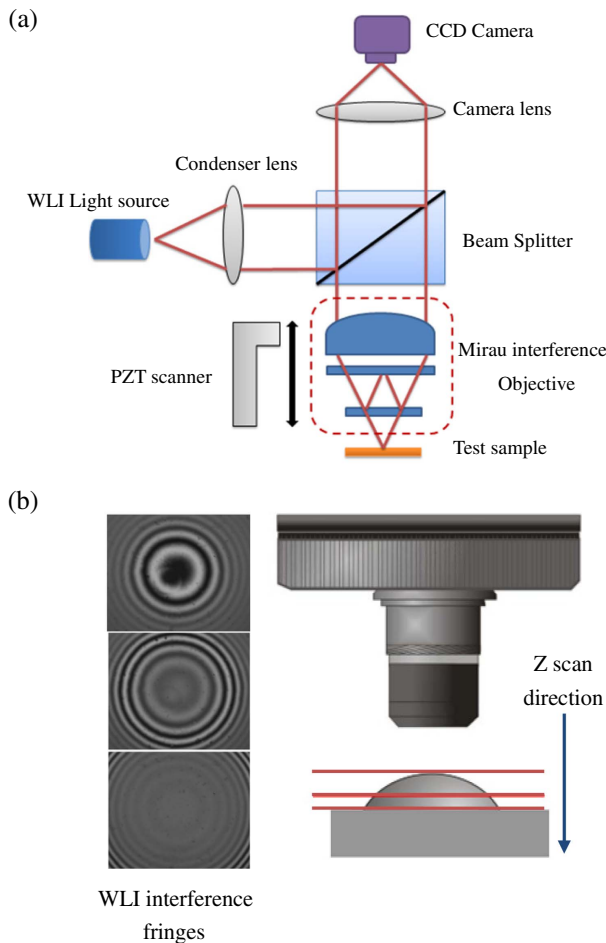 (a)
CCD Camera
Camera lens
Condenser lens
WLI Light source
Beam Splitter
Mirau interference
Objective
PZT scanner
Test sample
(b)
Z scan
direction
WLI interference
fringes